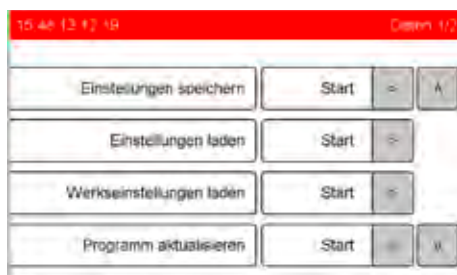 15:48 13.12.19 Daten 1/2
Einstellungen speichern Start
Einstellungen laden Start
Werkseinstellungen laden Start
Programm aktualisieren Start